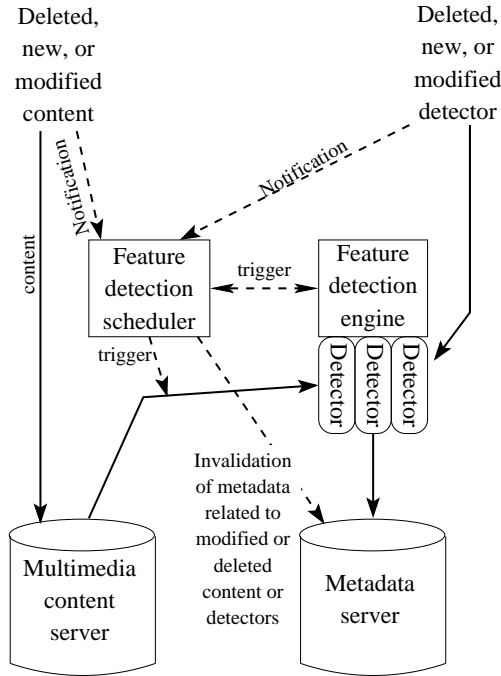 Deleted,
new, or
modified
content
Deleted,
new, or
modified
detector
Notification
Notification
content
Feature
detection
scheduler
trigger
Feature
detection
engine
trigger
Detector
Detector
Detector
Invalidation
of metadata
related to
modified or
deleted
content or
detectors
Multimedia
content
server
Metadata
server